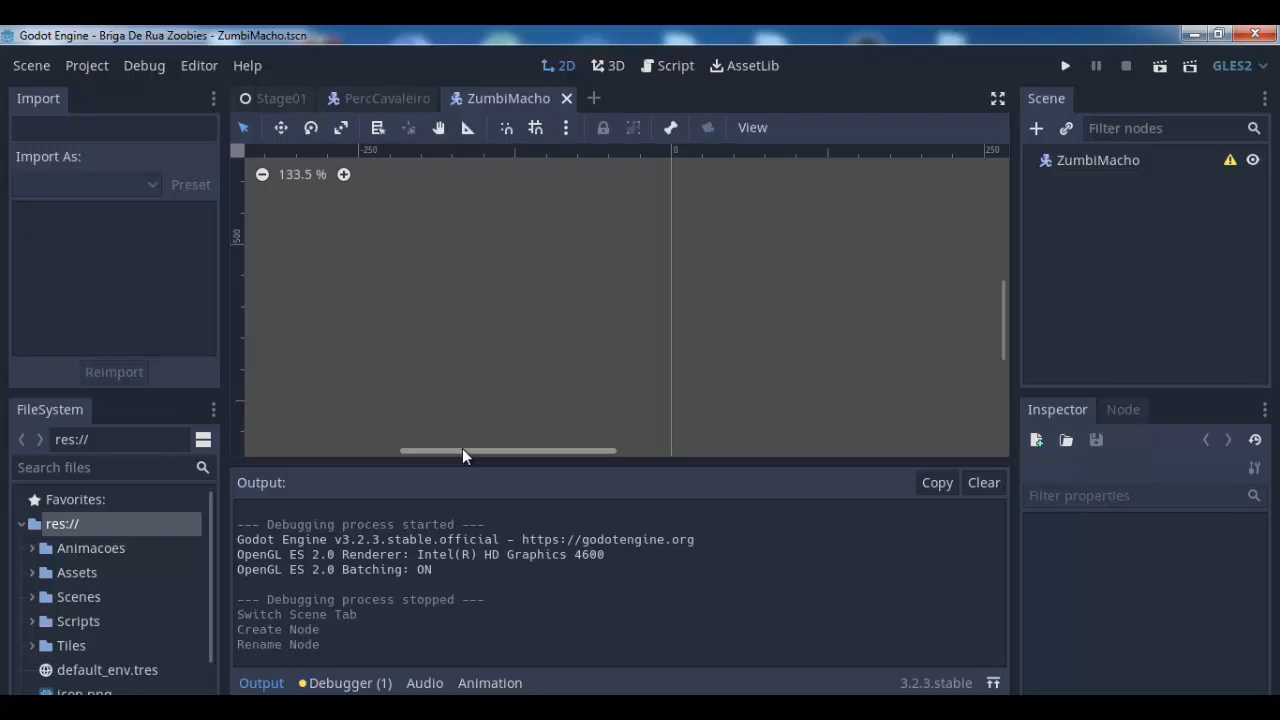 Godot Engine - Briga De Rua Zoobies - ZumbiMacho.tscn
Scene Project Debug Editor Help
2D 3D Script AssetLib
GLES2
Import
Stage01 PercCavaleiro ZumbiMacho
Scene
View
Filter nodes
-250 0 250
Import As:
Preset
133.5 %
500
ZumbiMacho
Reimport
FileSystem
res://
Search files
Favorites:
res://
Animacoes
Assets
Scenes
Scripts
Tiles
default_env.tres
icon.png
Output:
Copy Clear
--- Debugging process started ---
Godot Engine v3.2.3.stable.official - https://godotengine.org
OpenGL ES 2.0 Renderer: Intel(R) HD Graphics 4600
OpenGL ES 2.0 Batching: ON
--- Debugging process stopped ---
Switch Scene Tab
Create Node
Rename Node
Output Debugger (1) Audio Animation
3.2.3.stable
Inspector Node
Filter properties